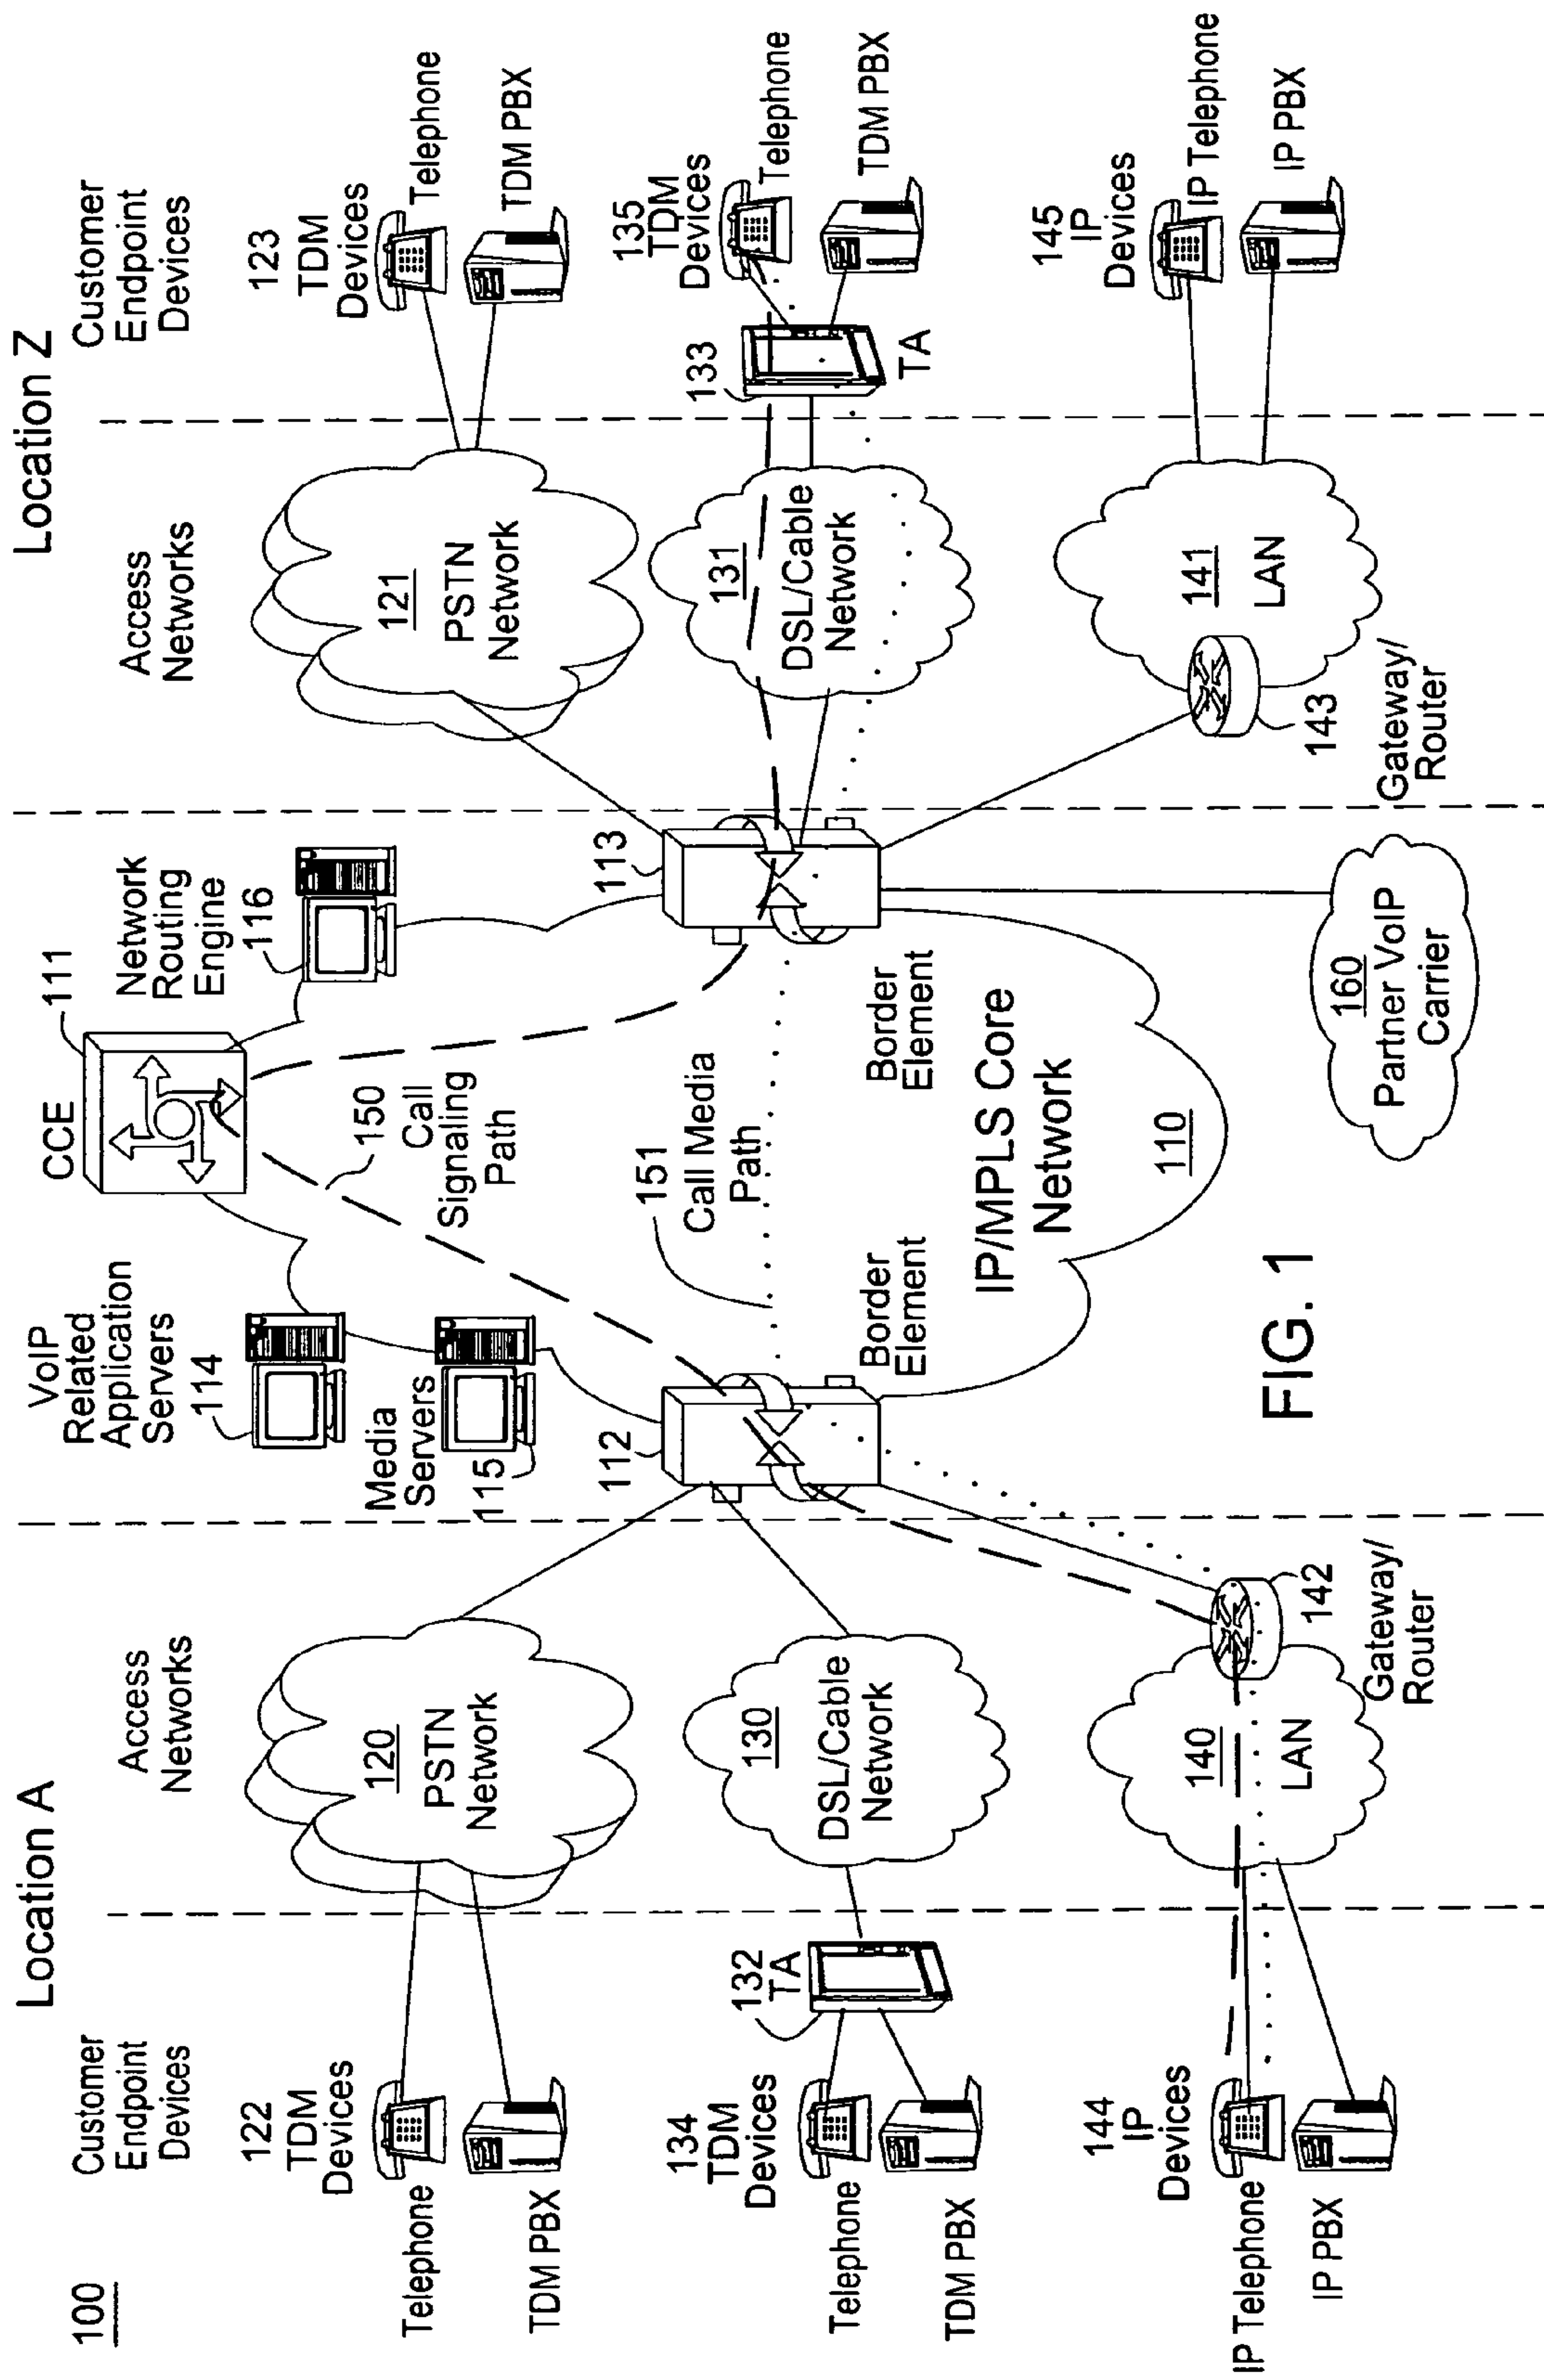 100
Location A
Location Z
Customer
Endpoint
Devices
Access
Networks
VoIP
Related
Application
Servers
114
CCE
111
Network
Routing
Engine
116
Access
Networks
Customer
Endpoint
Devices
122
TDM
Devices
Telephone
TDM PBX
120
PSTN
Network
Media
Servers
115
150
Call
Signaling
Path
121
PSTN
Network
123
TDM
Devices
Telephone
TDM PBX
134
TDM
Devices
Telephone
TDM PBX
132
TA
130
DSL/Cable
Network
112
Border
Element
151
Call Media
Path
113
Border
Element
131
DSL/Cable
Network
133
TA
135
TDM
Devices
Telephone
TDM PBX
IP/MPLS Core
Network
110
144
IP
Devices
IP Telephone
IP PBX
140
LAN
142
Gateway/
Router
141
LAN
143
Gateway/
Router
145
IP
Devices
IP Telephone
IP PBX
160
Partner VoIP
Carrier
FIG. 1